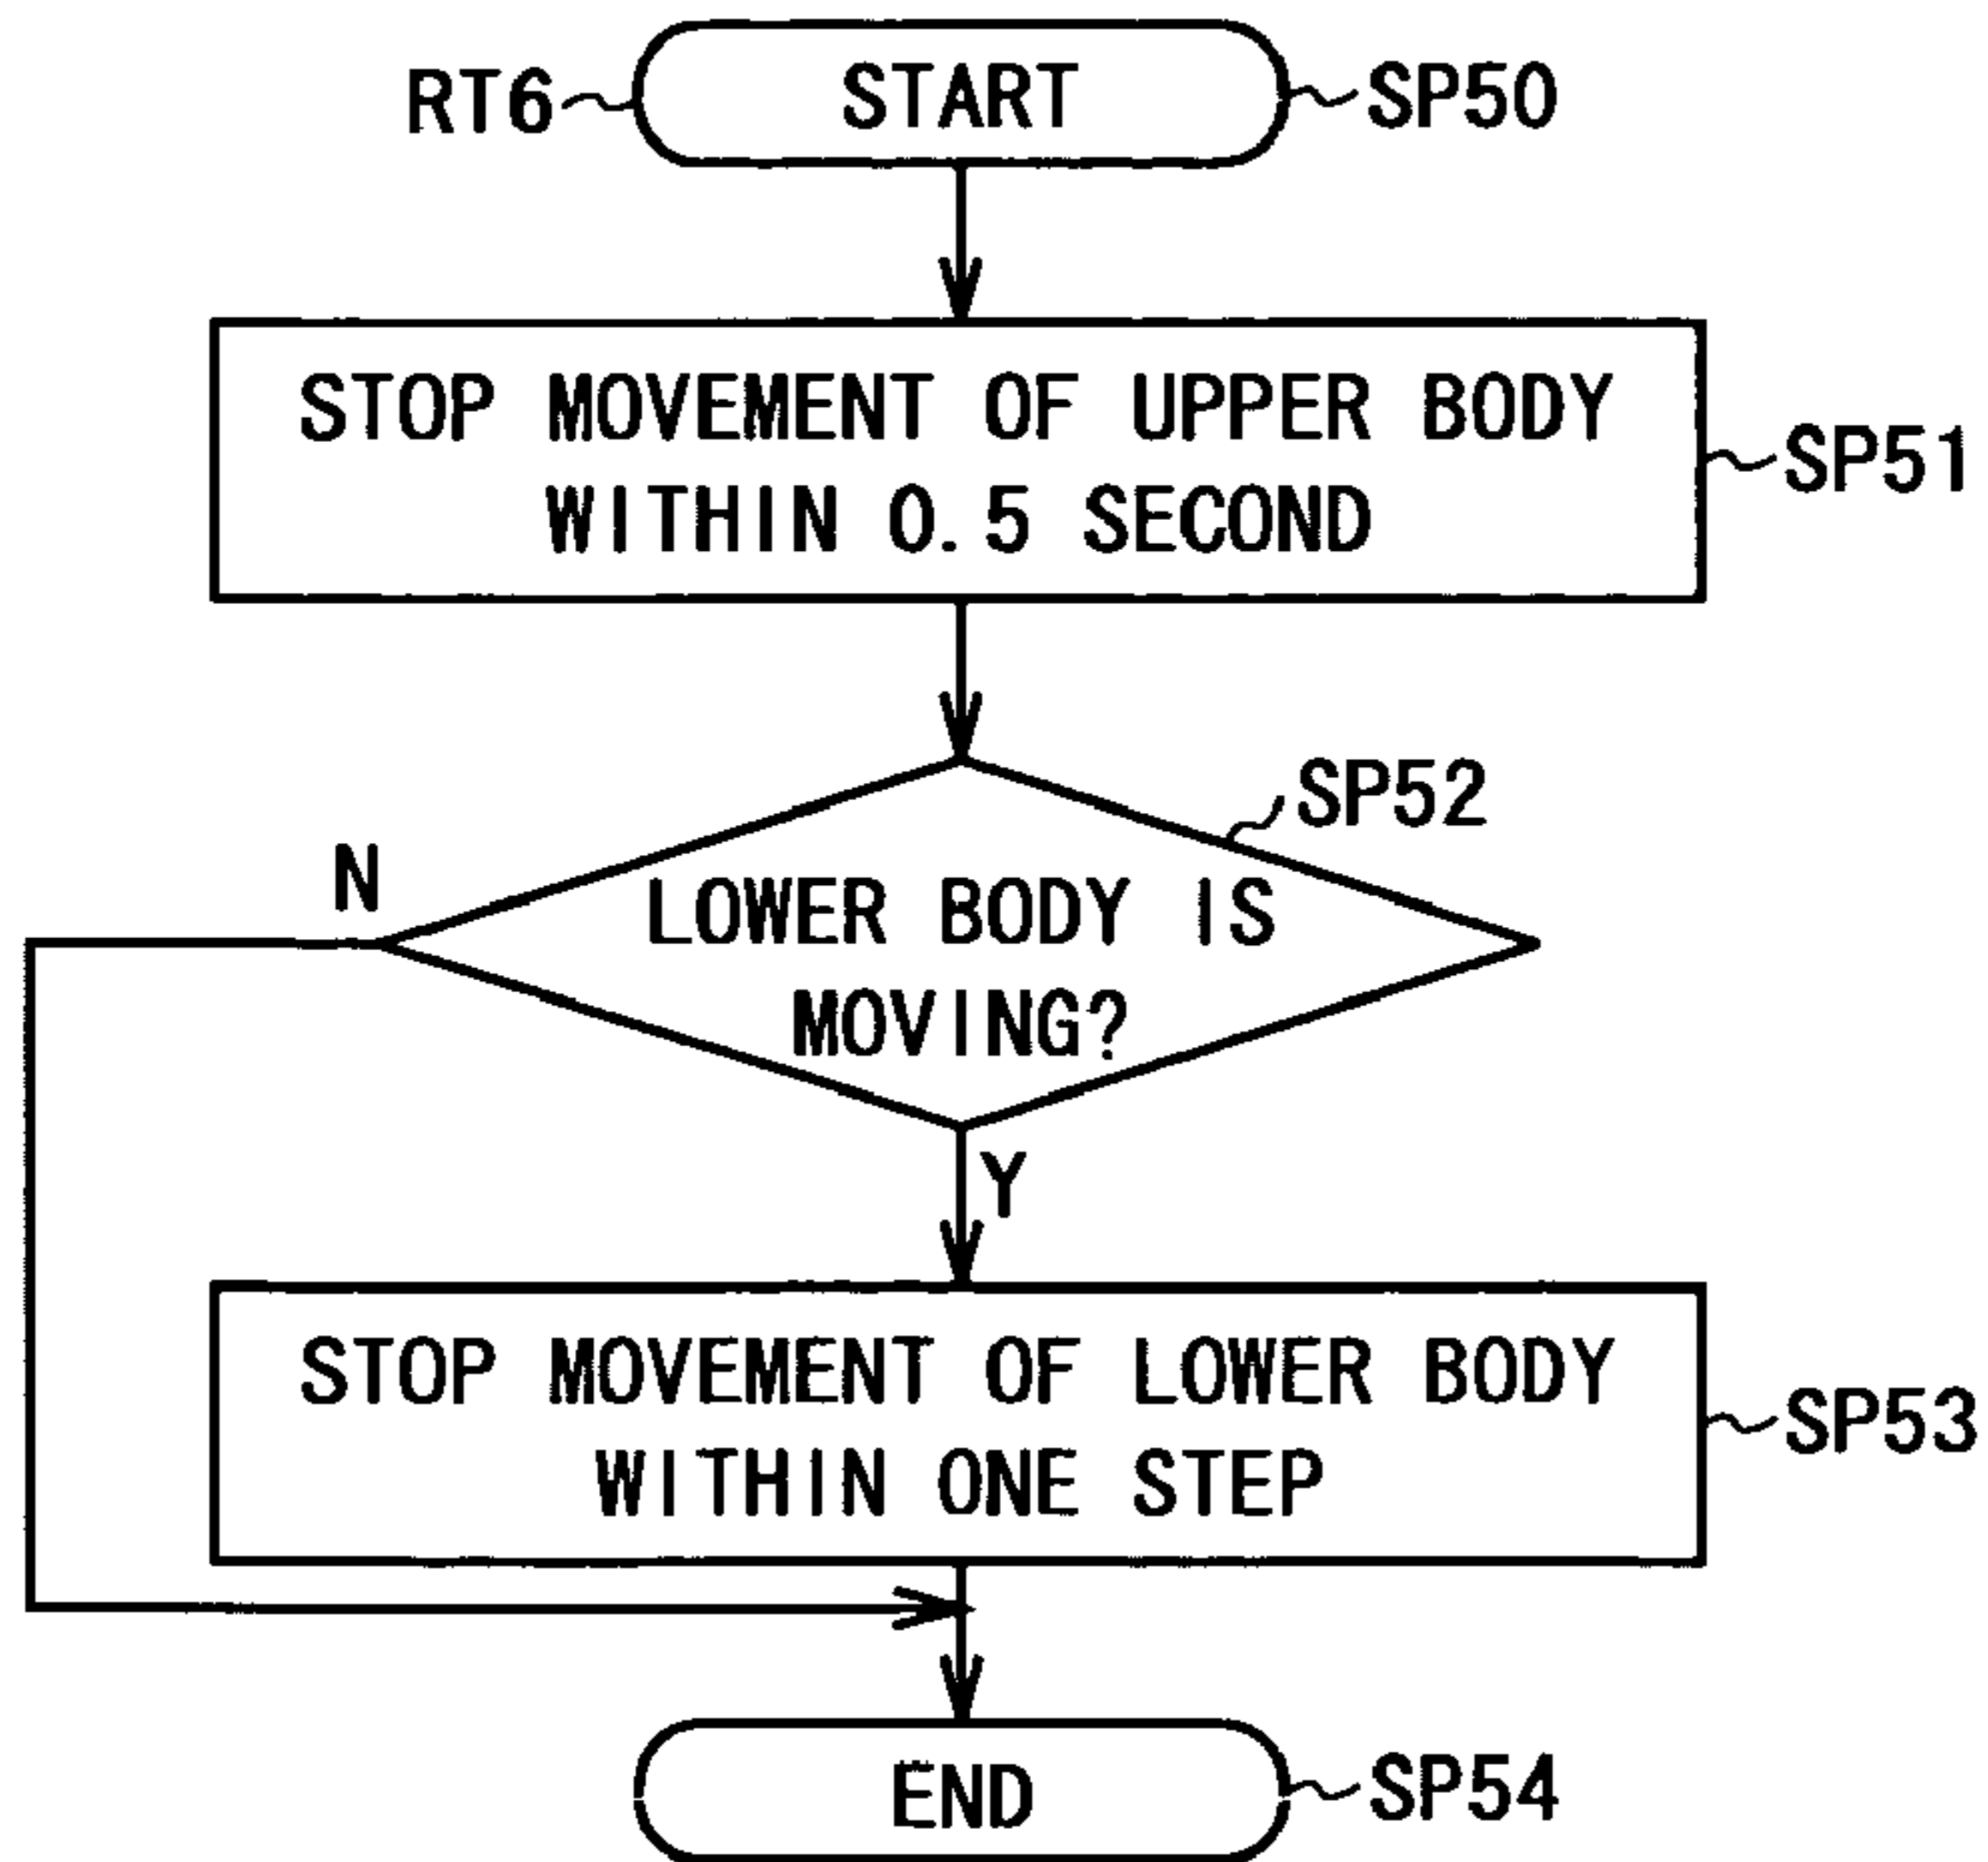 RT6 START SP50
STOP MOVEMENT OF UPPER BODY
WITHIN 0.5 SECOND
SP51
SP52
N
LOWER BODY IS
MOVING?
Y
STOP MOVEMENT OF LOWER BODY
WITHIN ONE STEP
SP53
END SP54